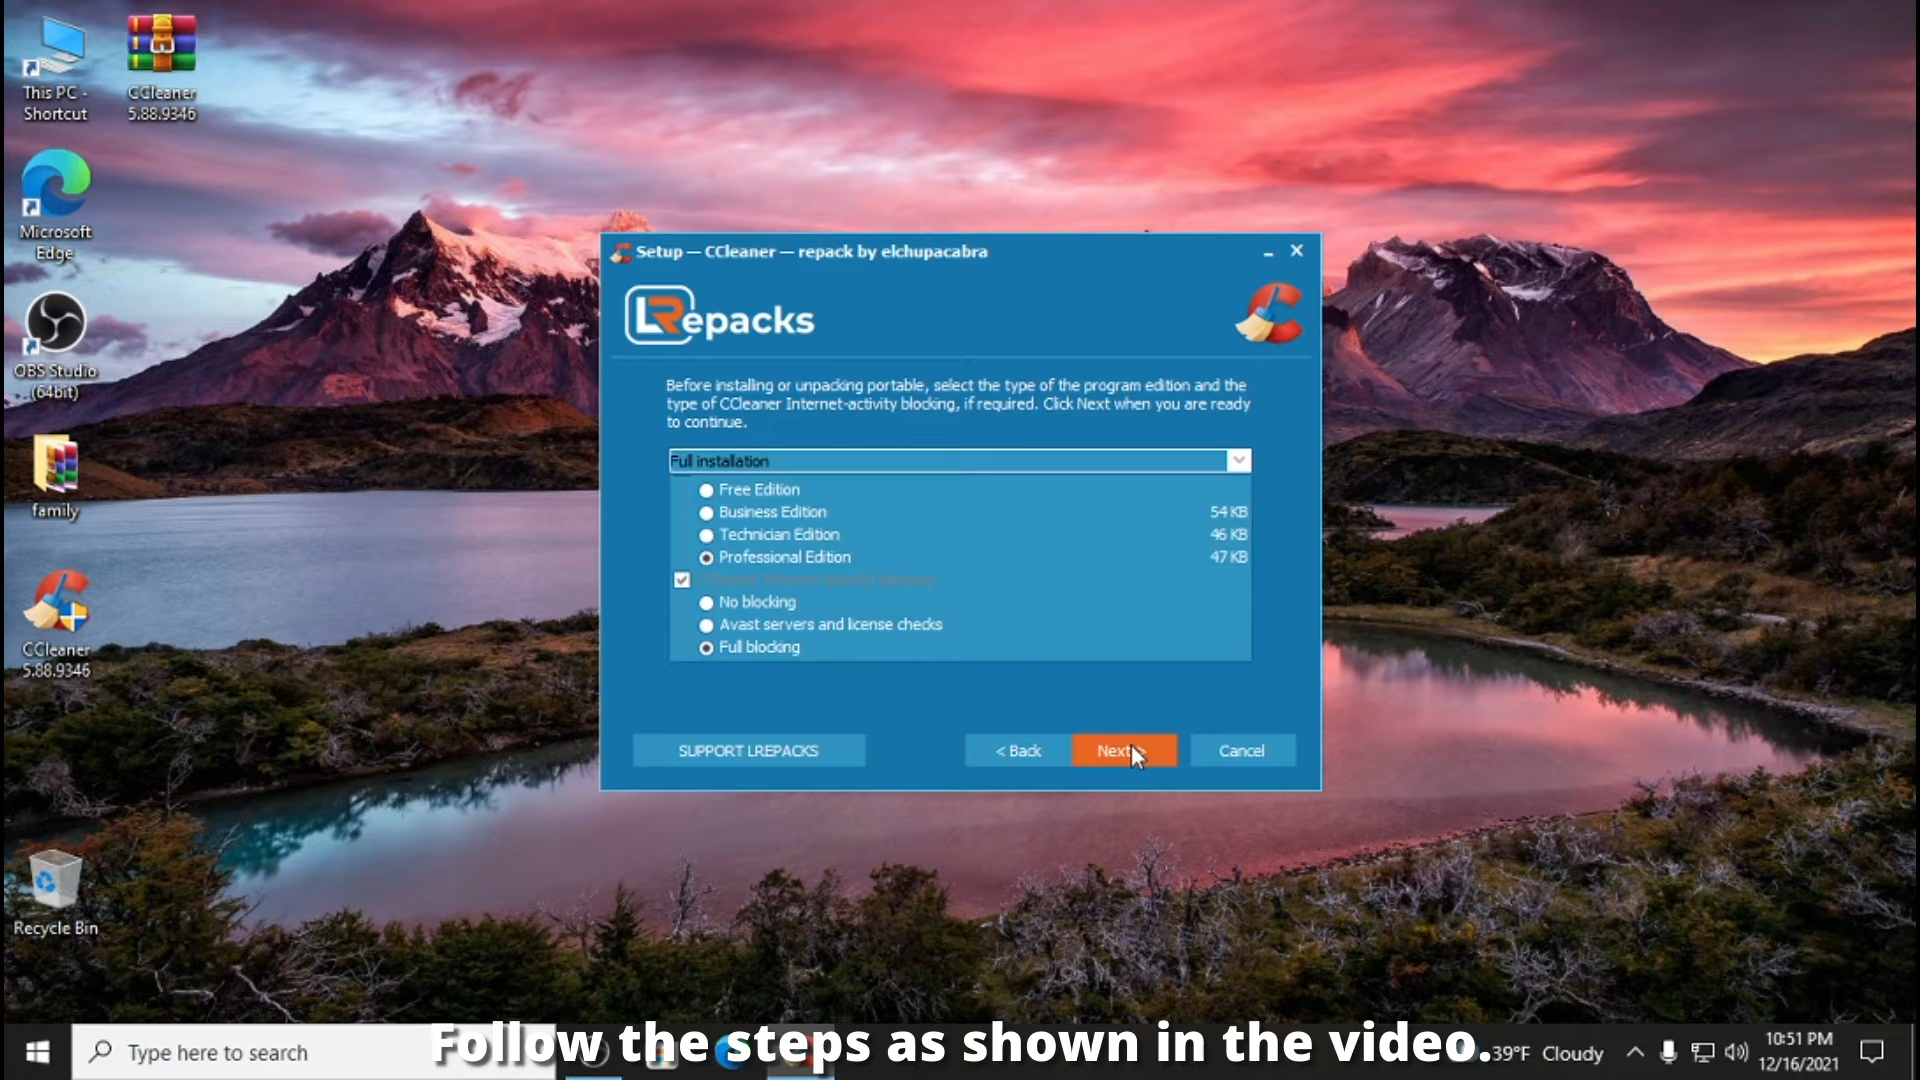 This PC -
Shortcut
CCleaner
5.88.9346
Microsoft
Edge
OBS Studio
(64bit)
family
CCleaner
5.88.9346
Recycle Bin
Setup — CCleaner — repack by elchupacabra
LRepacks
Before installing or unpacking portable, select the type of the program edition and the
type of CCleaner Internet-activity blocking, if required. Click Next when you are ready
to continue.
Full installation
Free Edition
Business Edition 54 KB
Technician Edition 46 KB
Professional Edition 47 KB
No blocking
Avast servers and license checks
Full blocking
SUPPORT LREPACKS
< Back
Next
Cancel
Follow the steps as shown in the video.
Type here to search
39°F Cloudy
10:51 PM
12/16/2021